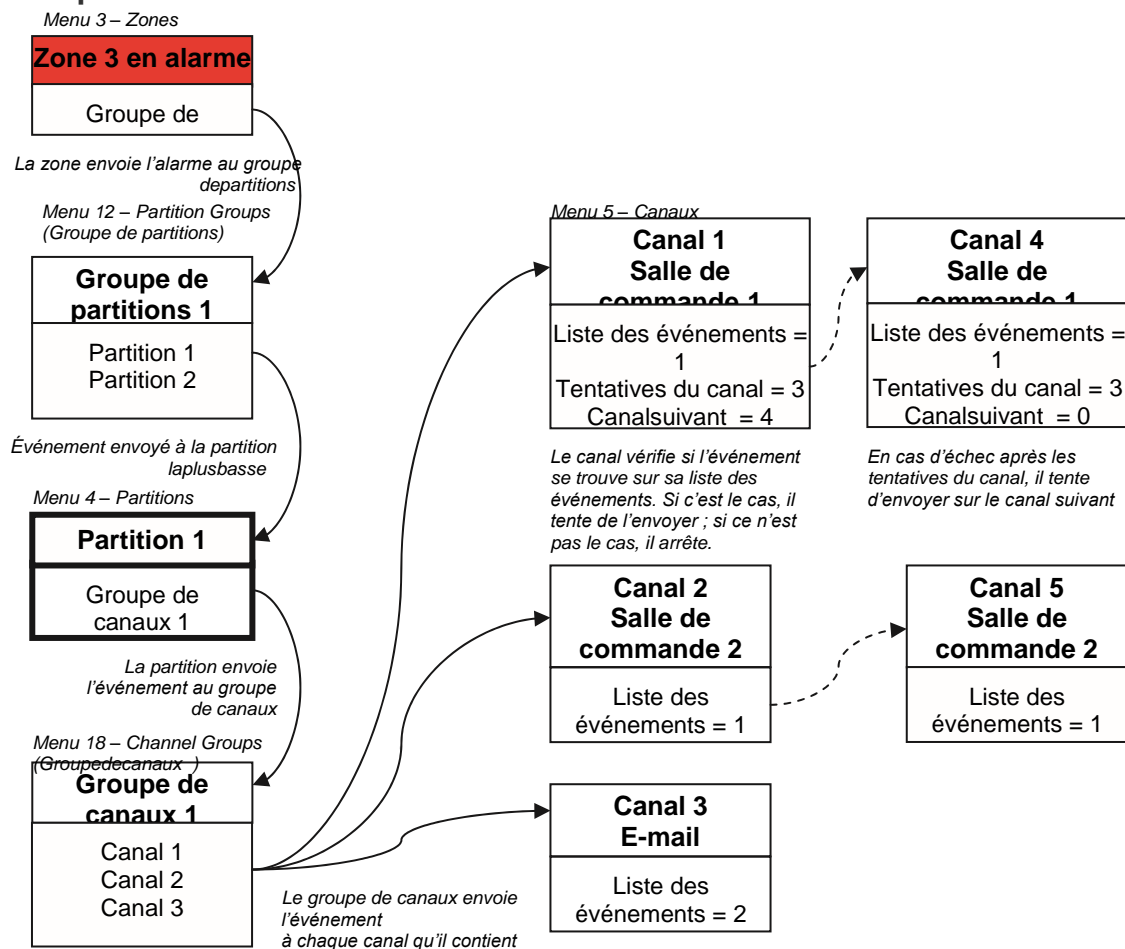 Menu 3 – Zones
Zone 3 en alarme
Groupe de
La zone envoie l'alarme au groupe
departitions
Menu 12 – Partition Groups
(Groupe de partitions)
Groupe de
partitions 1
Partition 1
Partition 2
Événement envoyé à la partition
laplusbasse
Menu 4 – Partitions
Partition 1
Groupe de
canaux 1
La partition envoie
l'événement au groupe
de canaux
Menu 18 – Channel Groups
(Groupedecanaux )
Groupe de
canaux 1
Canal 1
Canal 2
Canal 3
Le groupe de canaux envoie
l'événement
à chaque canal qu'il contient
Menu 5 – Canaux
Canal 1
Salle de
commande 1
Liste des événements =
1
Tentatives du canal = 3
Canalsuivant = 4
Le canal vérifie si l'événement
se trouve sur sa liste des
événements. Si c'est le cas, il
tente de l'envoyer ; si ce n'est
pas le cas, il arrête.
Canal 4
Salle de
commande 1
Liste des événements =
1
Tentatives du canal = 3
Canalsuivant = 0
En cas d'échec après les
tentatives du canal, il tente
d'envoyer sur le canal suivant
Canal 2
Salle de
commande 2
Liste des
événements = 1
Canal 5
Salle de
commande 2
Liste des
événements = 1
Canal 3
E-mail
Liste des
événements = 2